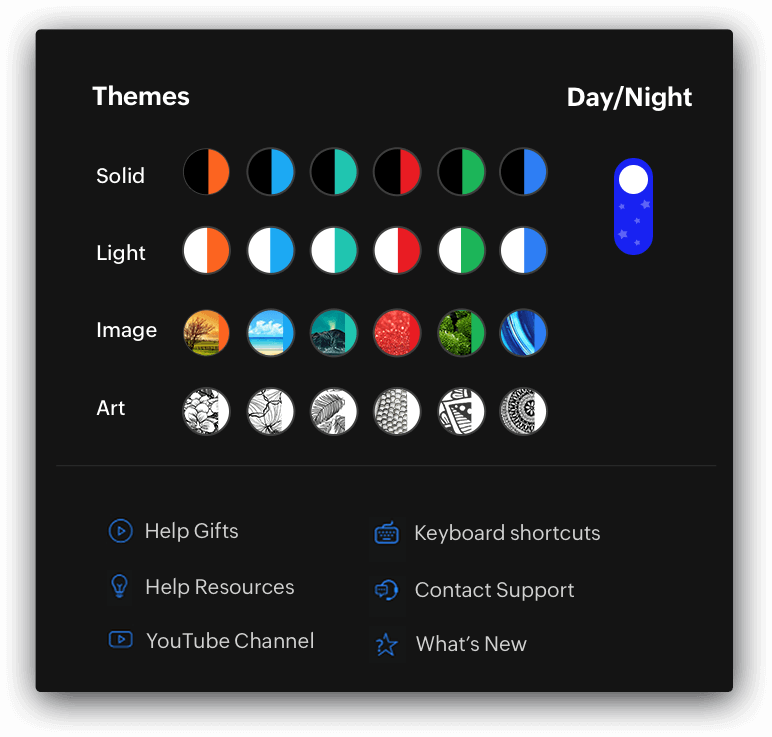 Themes
Day/Night
Solid
Light
Image
Art
Help Gifts
Keyboard shortcuts
Help Resources
Contact Support
YouTube Channel
What's New